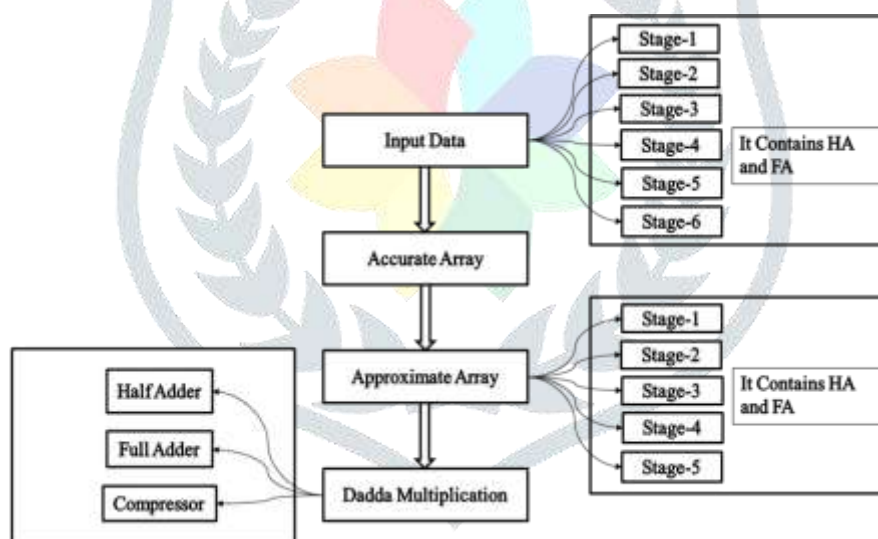 Input Data
Accurate Array
Approximate Array
Dadda Multiplication
Stage-1
Stage-2
Stage-3
Stage-4
Stage-5
Stage-6
It Contains HA
and FA
Stage-1
Stage-2
Stage-3
Stage-4
Stage-5
It Contains HA
and FA
Half Adder
Full Adder
Compressor